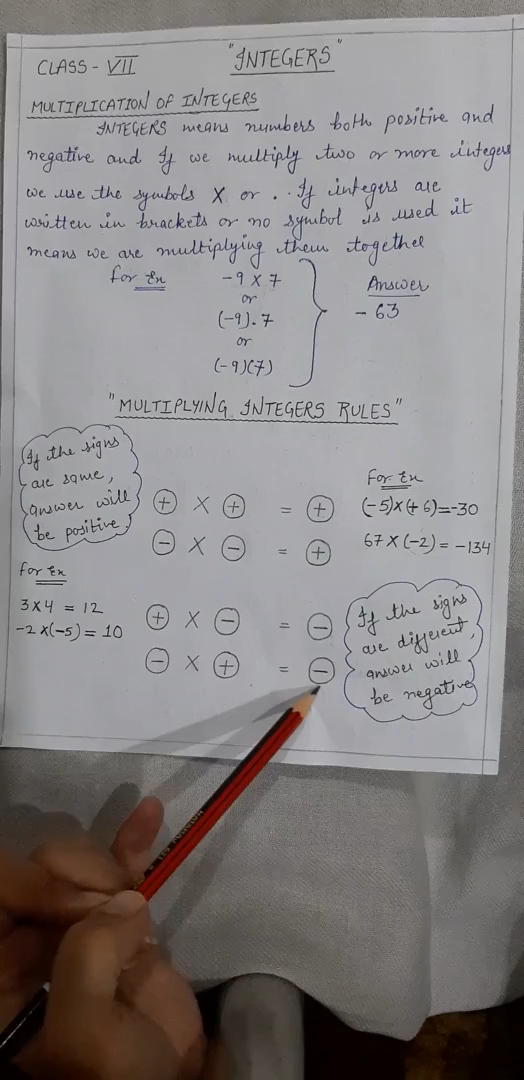 CLASS - VII
"INTEGERS"
MULTIPLICATION OF INTEGERS
INTEGERS means numbers both positive and
negative and If we multiply two or more integers
we use the symbols X or . . If integers are
written in brackets or no symbol is used it
means we are multiplying them together
For Ex
-9 X 7
or
(-9). 7
or
(-9)(7)
Answer
- 63
"MULTIPLYING INTEGERS RULES"
If the signs
are same,
answer will
be positive.
+ X + = +
- X - = +
For Ex
(-5)x(+6)=-30
67 X (-2) = -134
For Ex
3 X 4 = 12
-2 x(-5) = 10
+ X - = -
- X + = -
If the signs
are different,
answer will
be negative